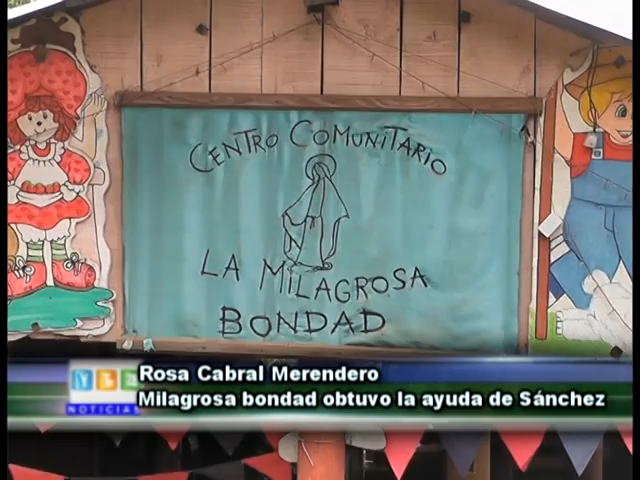 CENTRO COMUNITARIO
LA MILAGROSA
BONDAD
Rosa Cabral Merendero
Milagrosa bondad obtuvo la ayuda de Sánchez
NOTICIAS